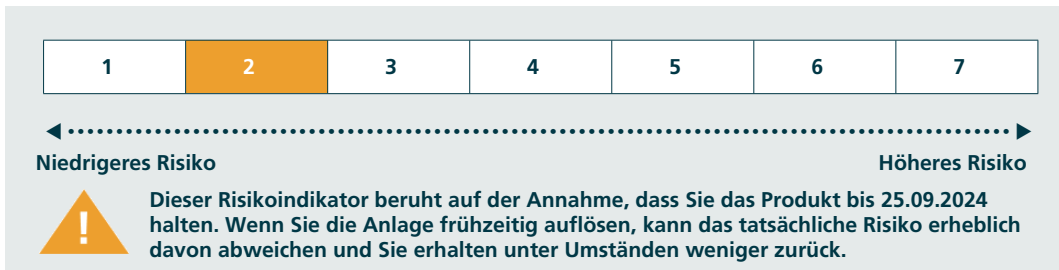 1 2 3 4 5 6 7
Niedrigeres Risiko Höheres Risiko
! Dieser Risikoindikator beruht auf der Annahme, dass Sie das Produkt bis 25.09.2024
halten. Wenn Sie die Anlage frühzeitig auflösen, kann das tatsächliche Risiko erheblich
davon abweichen und Sie erhalten unter Umständen weniger zurück.